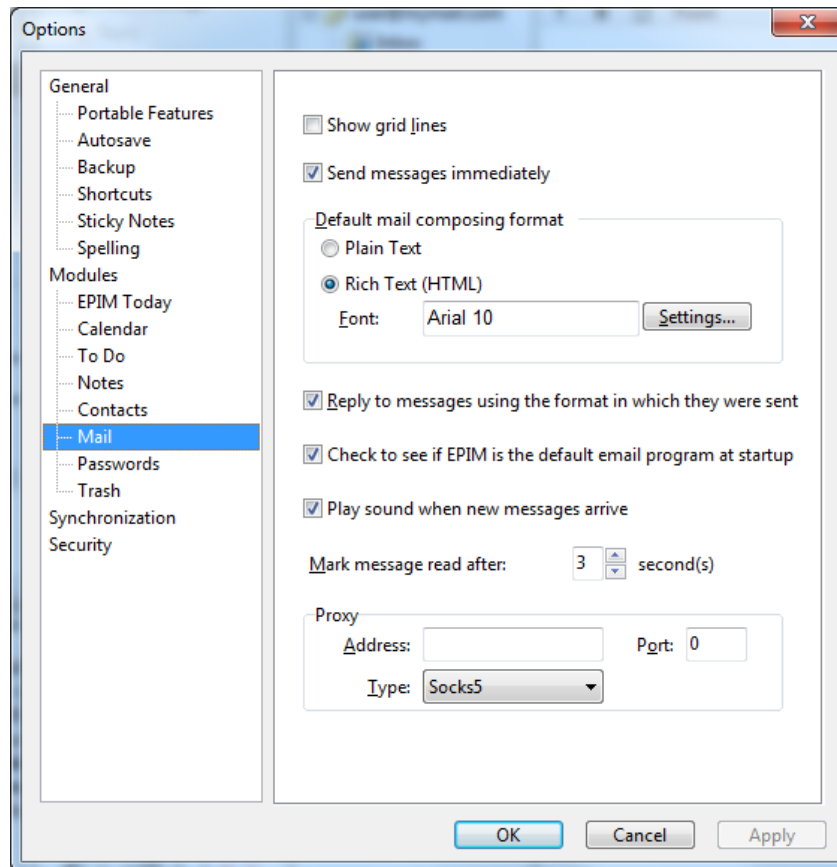 Options
General
Portable Features
Autosave
Backup
Shortcuts
Sticky Notes
Spelling
Modules
EPIM Today
Calendar
To Do
Notes
Contacts
Mail
Passwords
Trash
Synchronization
Security
Show grid lines
Send messages immediately
Default mail composing format
Plain Text
Rich Text (HTML)
Font: Arial 10 Settings...
Reply to messages using the format in which they were sent
Check to see if EPIM is the default email program at startup
Play sound when new messages arrive
Mark message read after: 3 second(s)
Proxy
Address: Port: 0
Type: Socks5
OK Cancel Apply